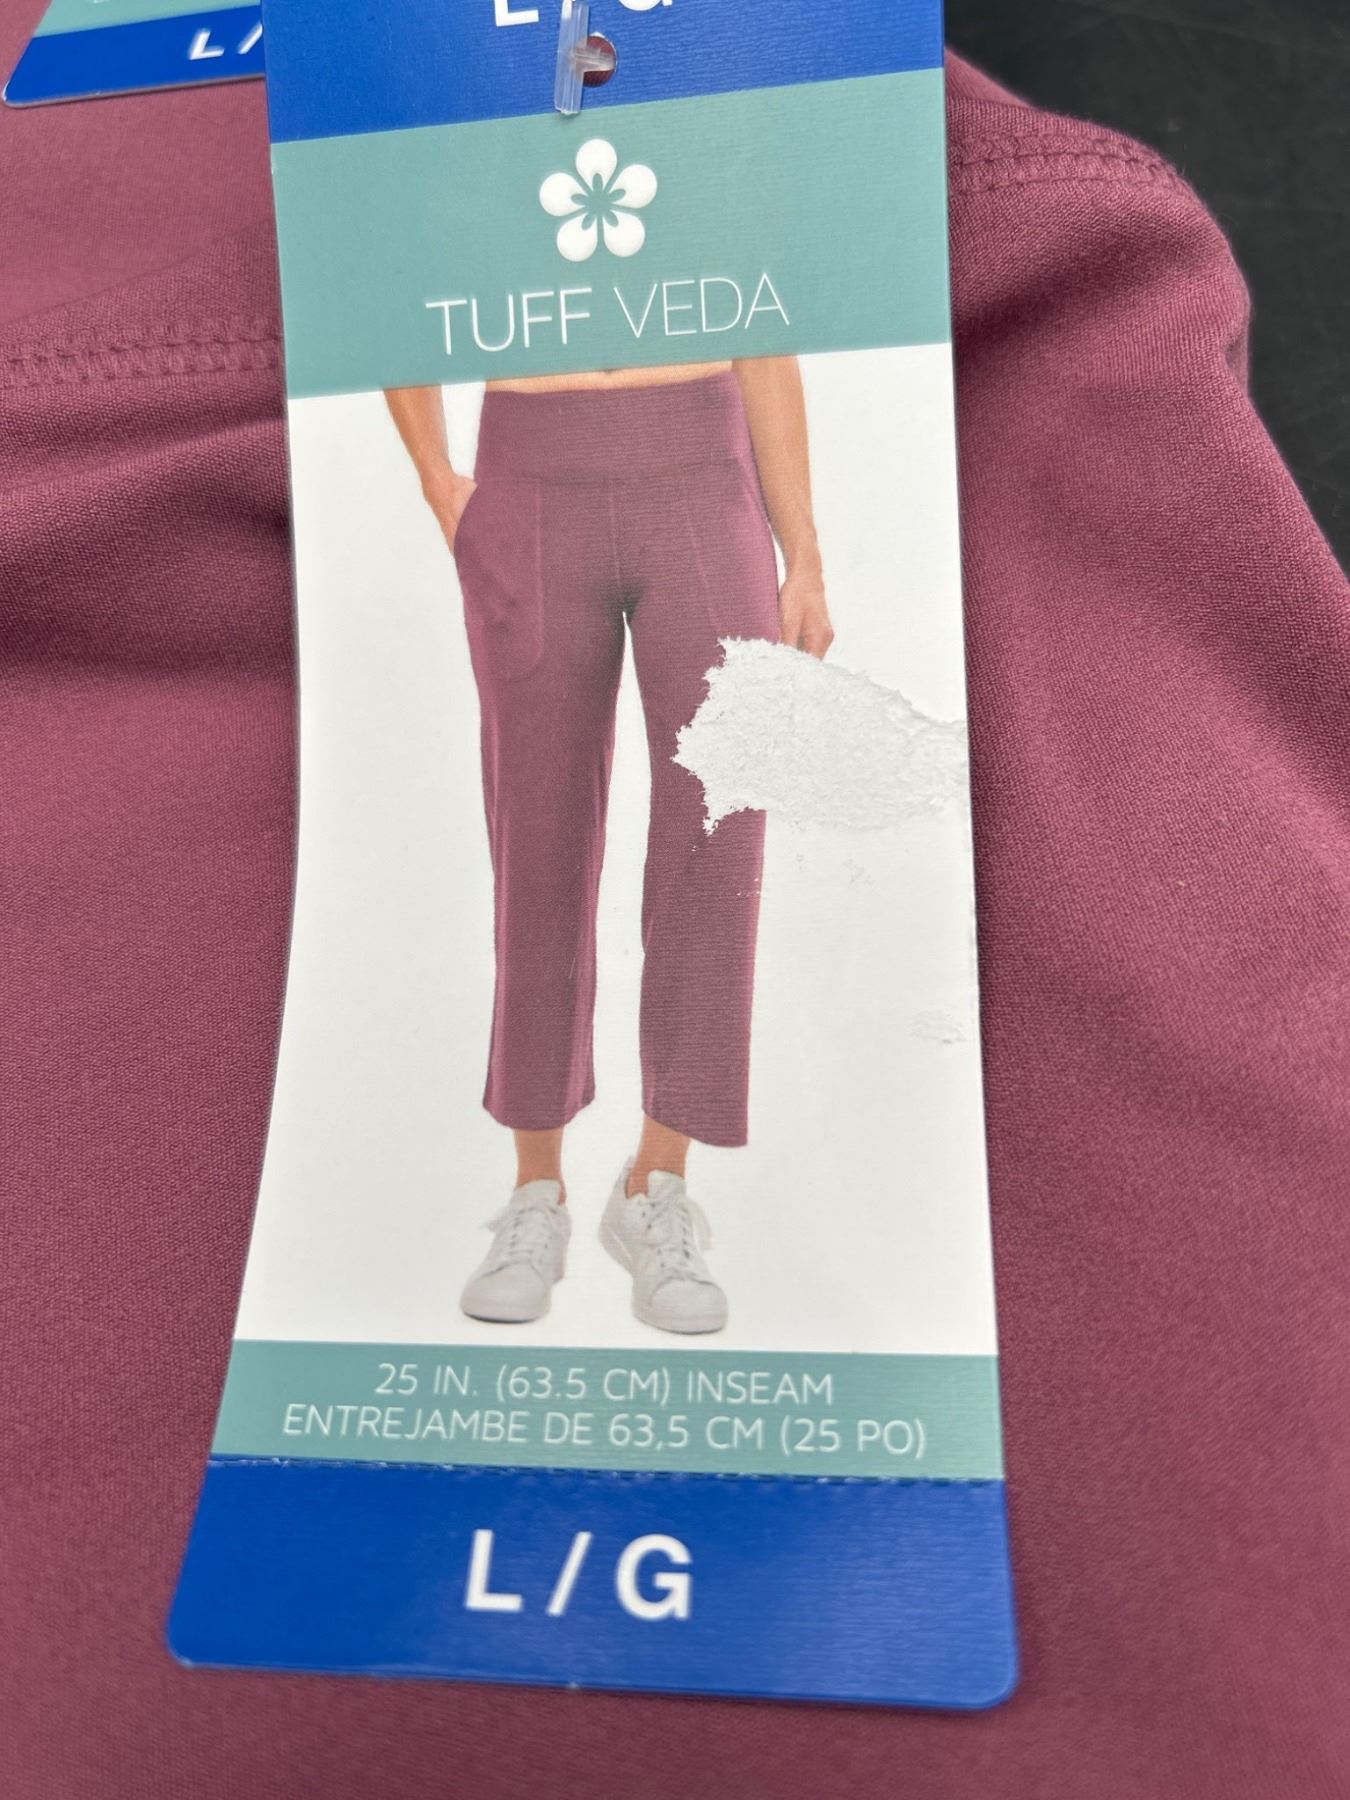 L /
L / G
TUFF VEDA
25 IN. (63.5 CM) INSEAM
ENTREJAMBE DE 63,5 CM (25 PO)
L / G